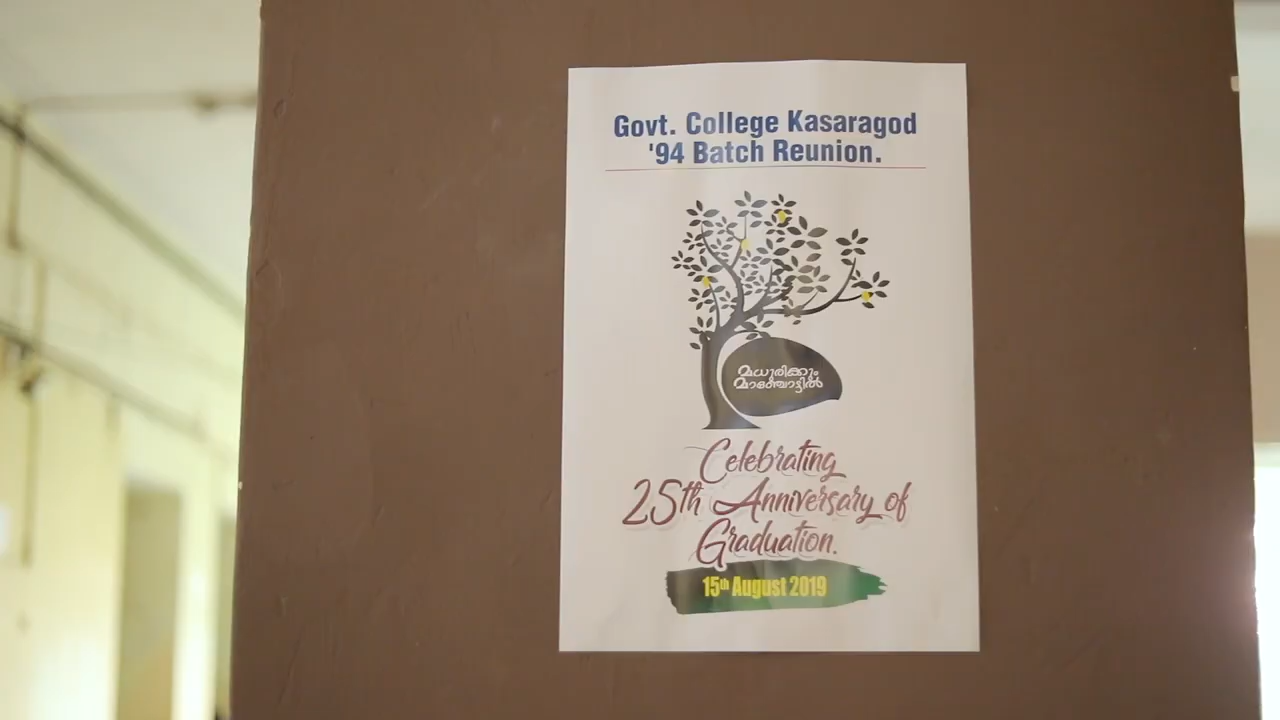 Govt. College Kasaragod
'94 Batch Reunion.
മധുരിക്കും
മാഞ്ചോട്ടിൽ
Celebrating
25th Anniversary of
Graduation.
15th August 2019